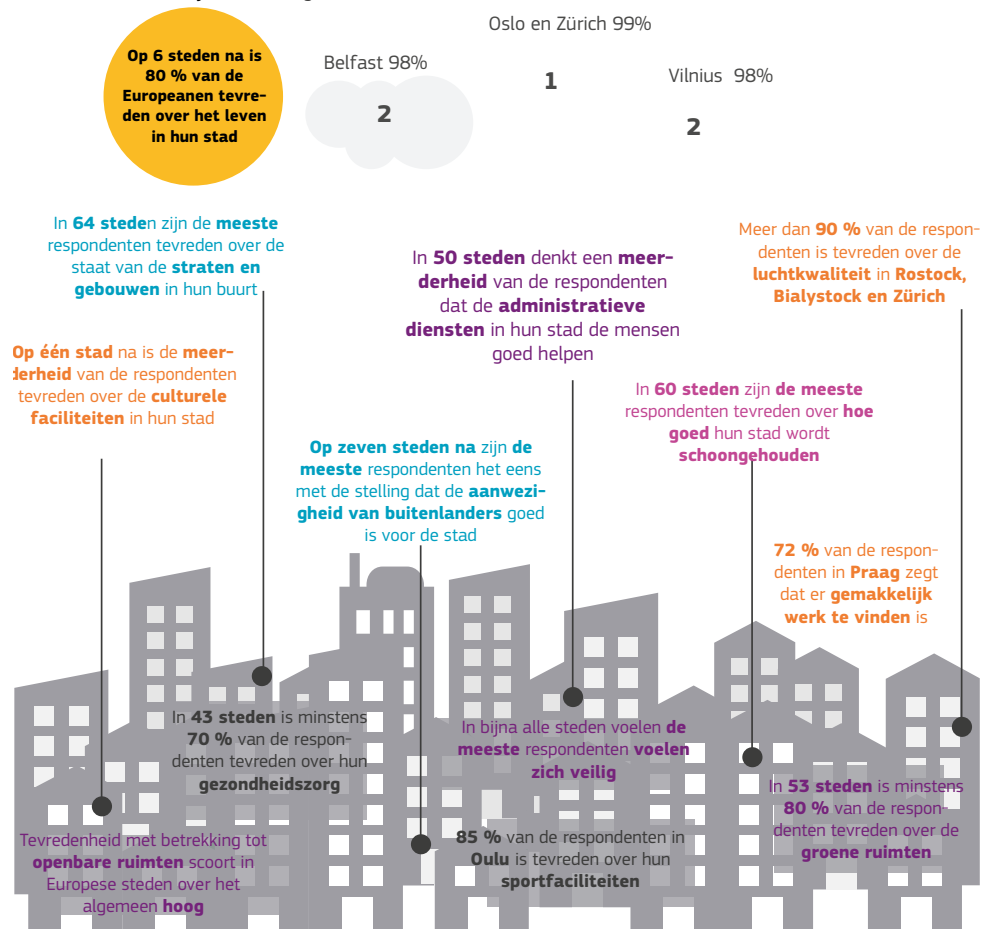 Op 6 steden na is
80 % van de
Europeanen tevre-
den over het leven
in hun stad
Belfast 98%
2
Oslo en Zürich 99%
1
Vilnius 98%
2
In 64 steden zijn de meeste
respondenten tevreden over de
staat van de straten en
gebouwen in hun buurt
In 50 steden denkt een meer-
derheid van de respondenten
dat de administratieve
diensten in hun stad de mensen
goed helpen
Meer dan 90 % van de respon-
denten is tevreden over de
luchtkwaliteit in Rostock,
Bialystock en Zürich
Op één stad na is de meer-
derheid van de respondenten
tevreden over de culturele
faciliteiten in hun stad
In 60 steden zijn de meeste
respondenten tevreden over hoe
goed hun stad wordt
schoongehouden
Op zeven steden na zijn de
meeste respondenten het eens
met de stelling dat de aanwezi-
gheid van buitenlanders goed
is voor de stad
72 % van de respon-
denten in Praag zegt
dat er gemakkelijk
werk te vinden is
In 43 steden is minstens
70 % van de respon-
denten tevreden over hun
gezondheidszorg
In bijna alle steden voelen de
meeste respondenten voelen
zich veilig
In 53 steden is minstens
80 % van de respon-
denten tevreden over de
groene ruimten
Tevredenheid met betrekking tot
openbare ruimten scoort in
Europese steden over het
algemeen hoog
85 % van de respondenten in
Oulu is tevreden over hun
sportfaciliteiten